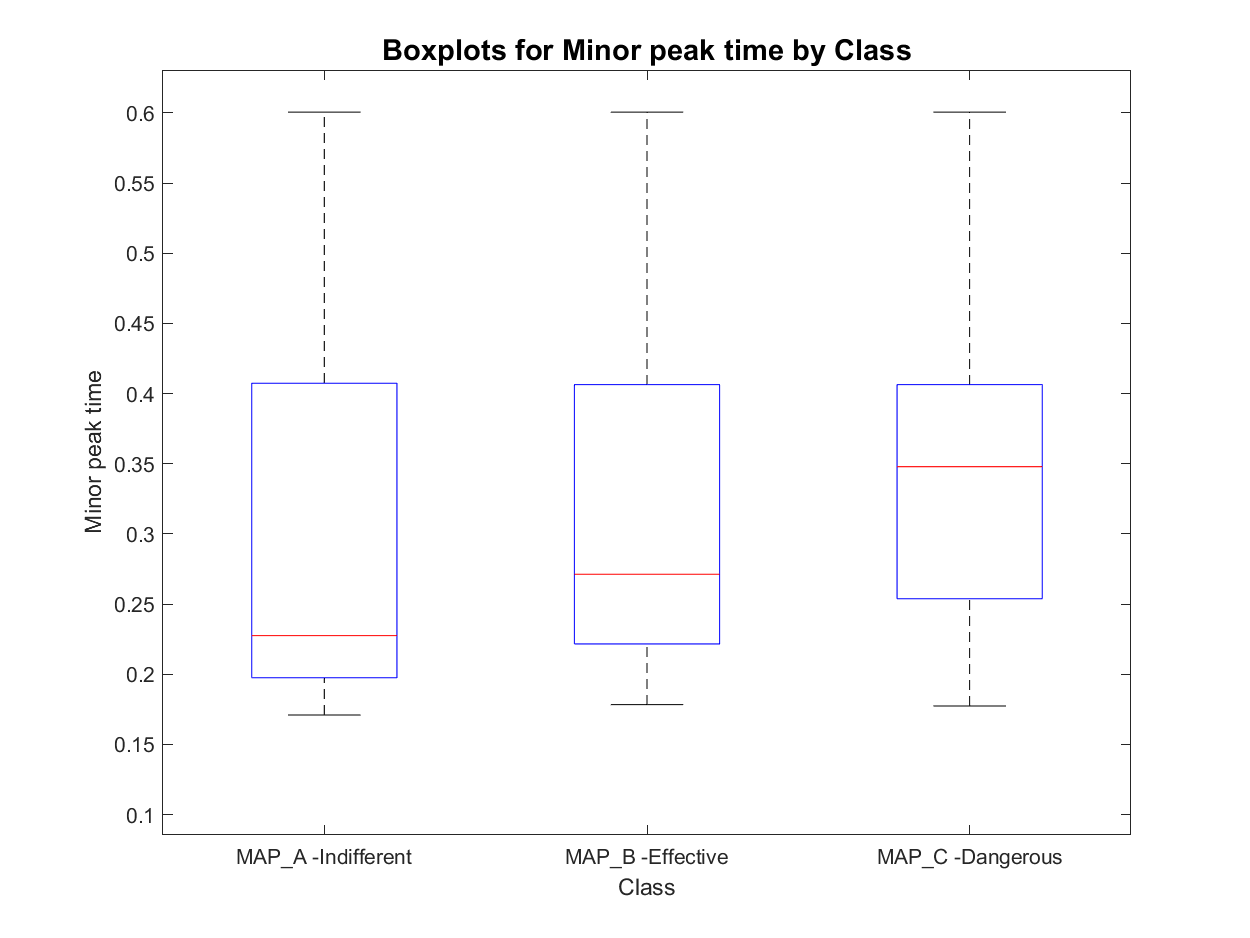 Boxplots for Minor peak time by Class
0.6
0.55
0.5
0.45
0.4
0.35
0.3
0.25
0.2
0.15
0.1
Minor peak time
MAP_A -Indifferent
MAP_B -Effective
MAP_C -Dangerous
Class